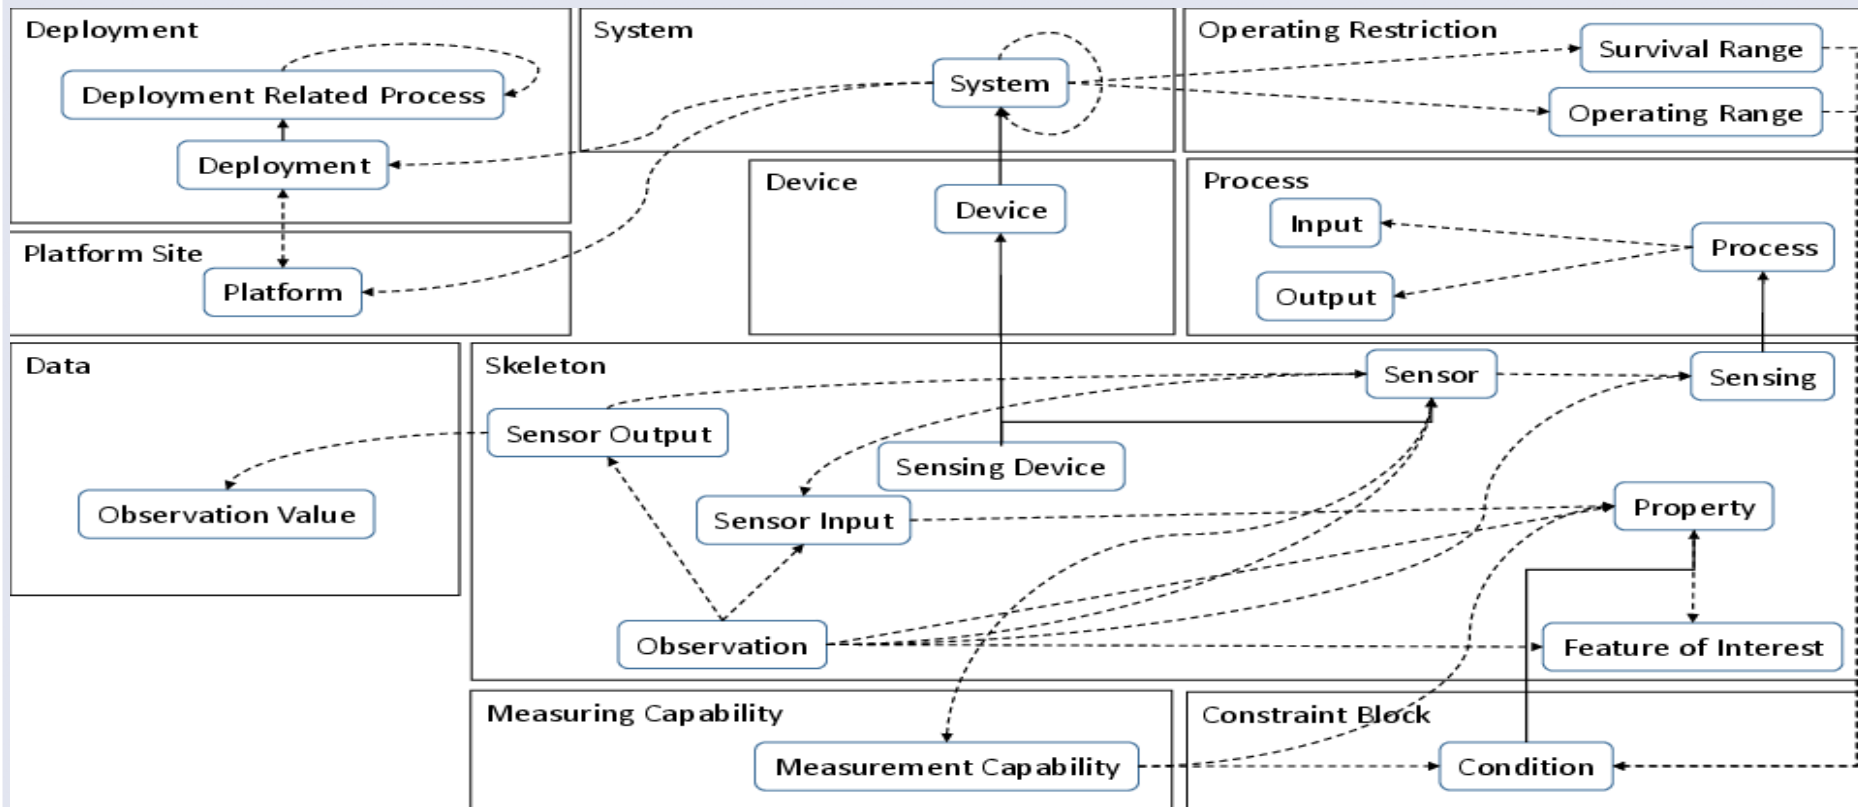 Deployment
System
Operating Restriction
Survival Range
System
Deployment Related Process
Operating Range
Deployment
Device
Process
Device
Input
Process
Platform Site
Platform
Output
Data
Skeleton
Sensor
Sensing
Sensor Output
Sensing Device
Observation Value
Sensor Input
Property
Observation
Feature of Interest
Measuring Capability
Constraint Block
Measurement Capability
Condition